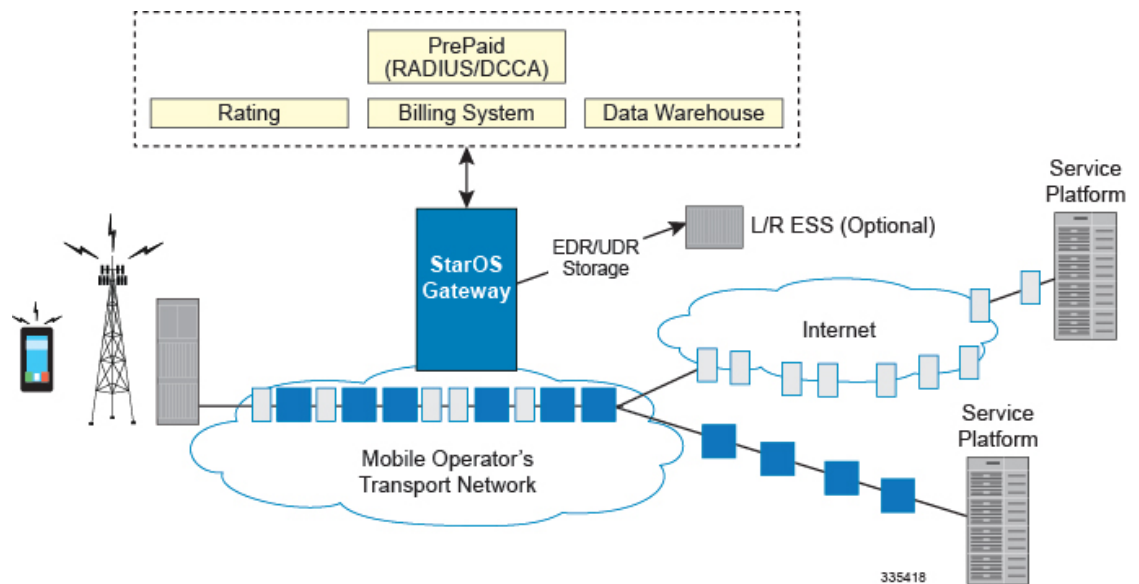 PrePaid
(RADIUS/DCCA)
Rating
Billing System
Data Warehouse
Service
Platform
StarOS
Gateway
EDR/UDR
Storage
L/R ESS (Optional)
Internet
Mobile Operator's
Transport Network
Service
Platform
335418